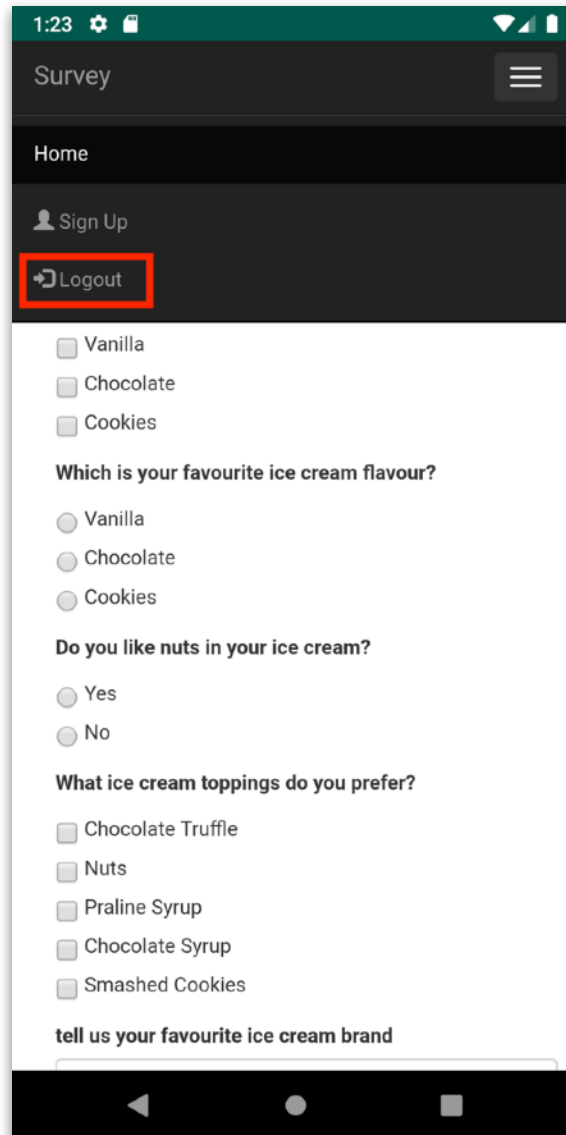 1:23
Survey
Home
Sign Up
Logout
Vanilla
Chocolate
Cookies
Which is your favourite ice cream flavour?
Vanilla
Chocolate
Cookies
Do you like nuts in your ice cream?
Yes
No
What ice cream toppings do you prefer?
Chocolate Truffle
Nuts
Praline Syrup
Chocolate Syrup
Smashed Cookies
tell us your favourite ice cream brand